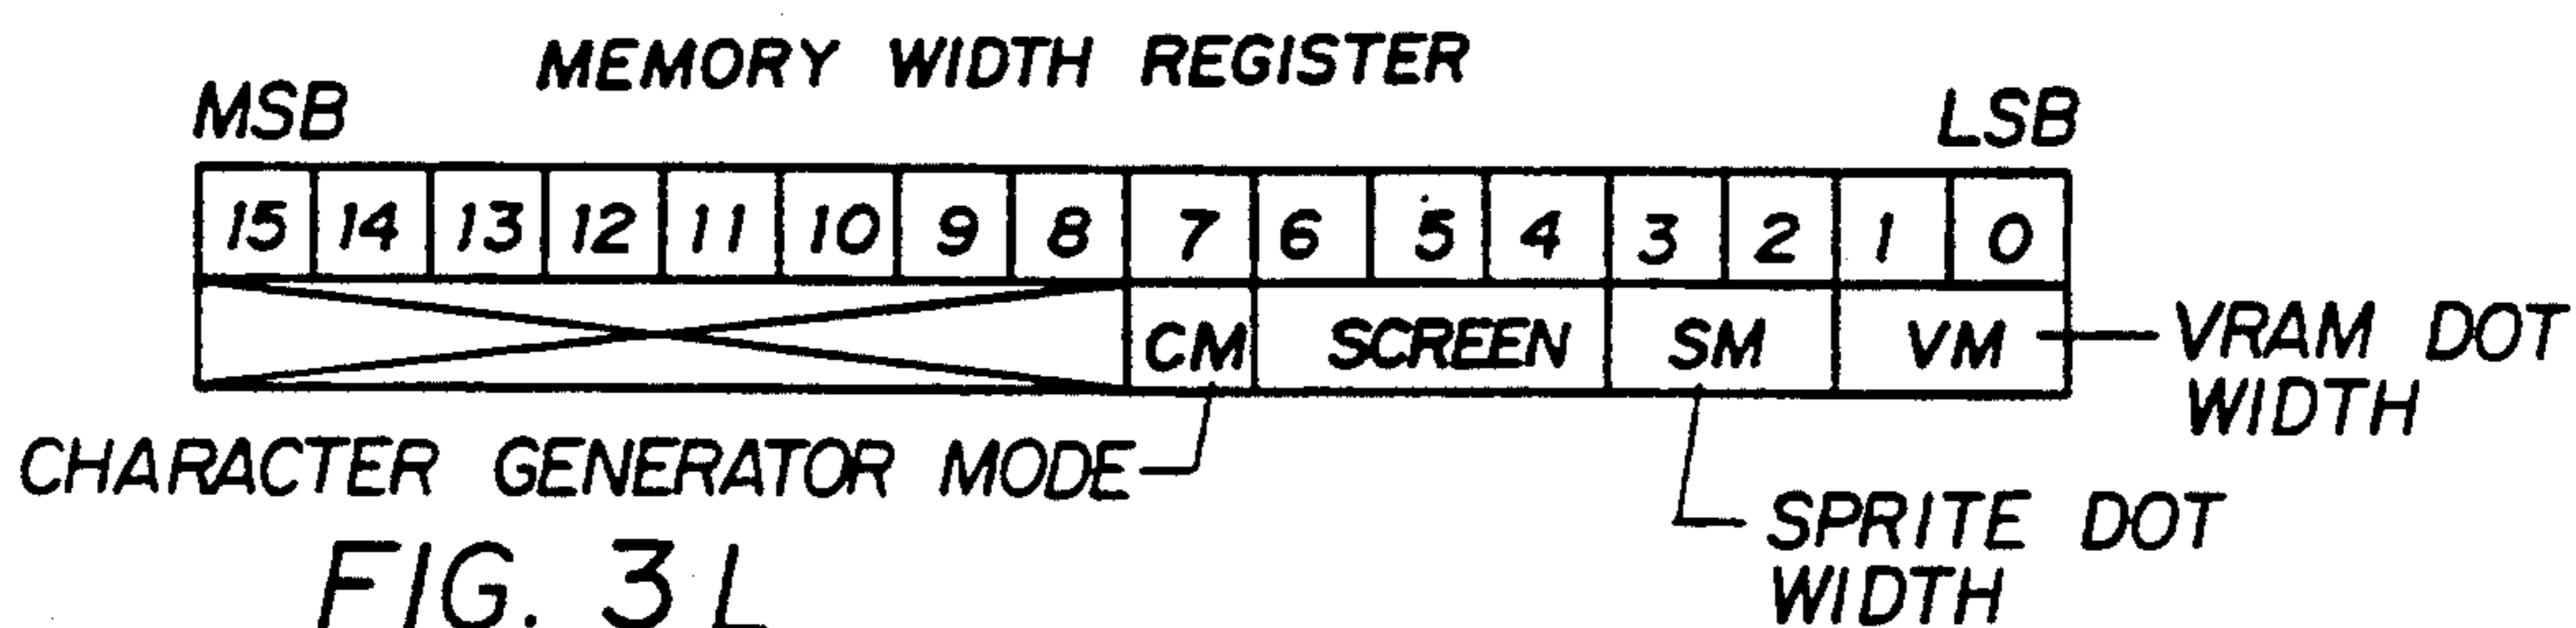 MEMORY WIDTH REGISTER
MSB
LSB
15 14 13 12 11 10 9 8 7 6 5 4 3 2 1 0
CM SCREEN SM VM
VRAM DOT
WIDTH
CHARACTER GENERATOR MODE
SPRITE DOT
WIDTH
FIG. 3L